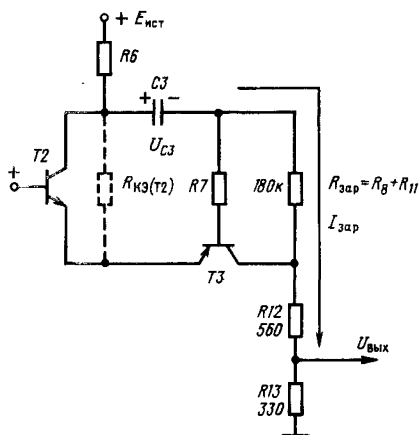 + Eист
R6
C3
+ −
T2
UC3
+
RКЭ(T2)
R7
180к
Rзар=R8+R11
Iзар
T3
R12
560
Uвых
R13
330